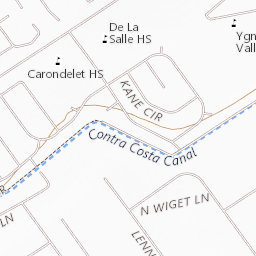 De La
Salle HS
Ygn
Vall
Carondelet HS
KANE CIR
Contra Costa Canal
R
LN
N WIGET LN
LENN